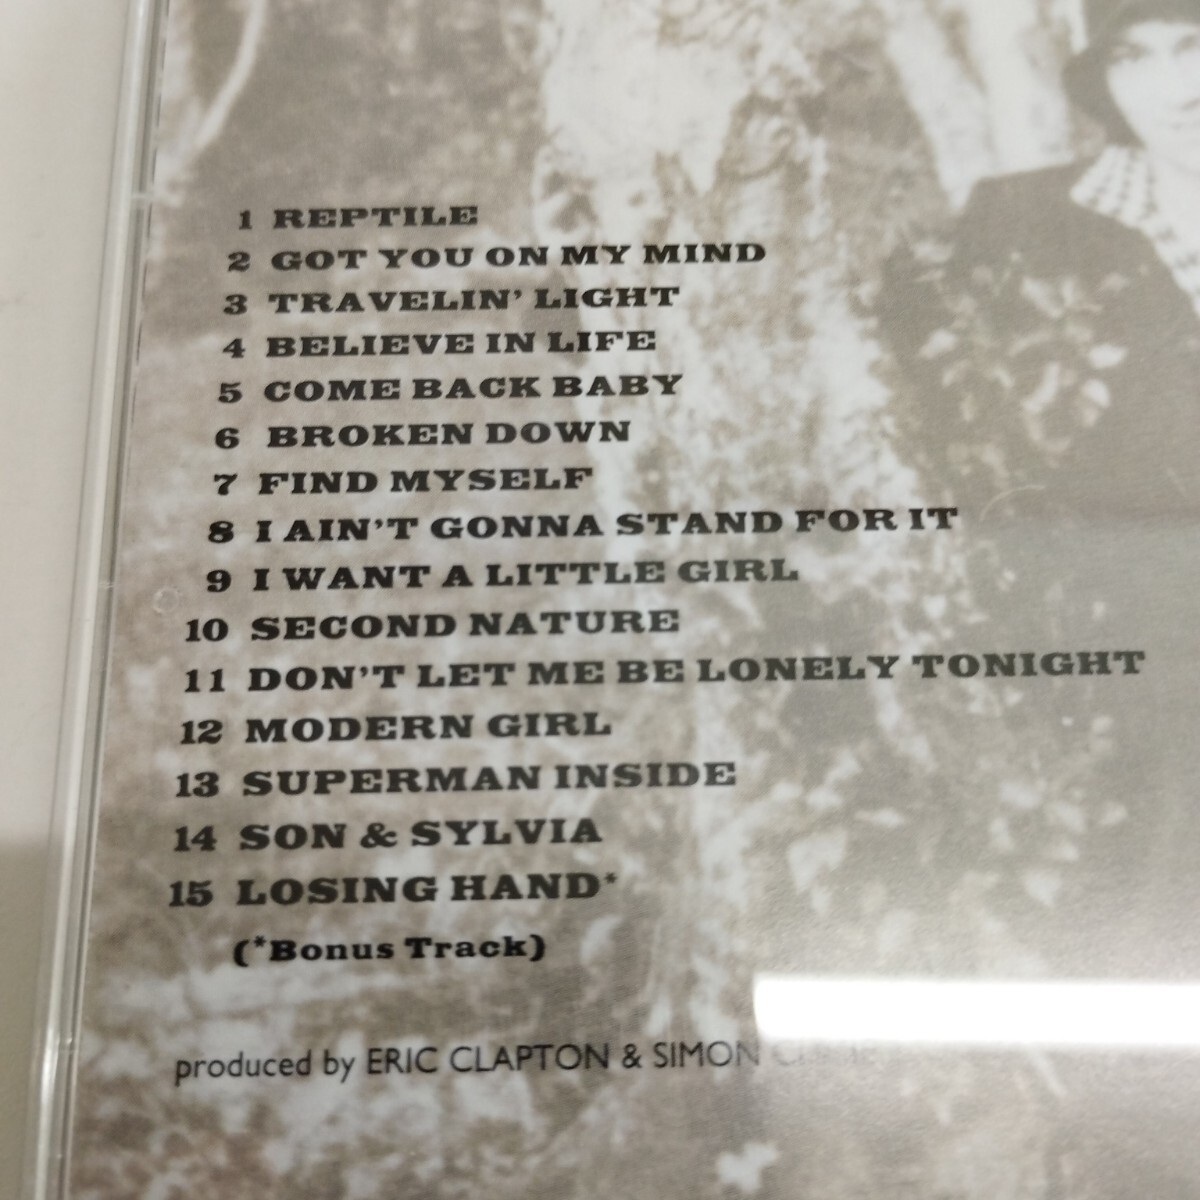 1 REPTILE
2 GOT YOU ON MY MIND
3 TRAVELIN' LIGHT
4 BELIEVE IN LIFE
5 COME BACK BABY
6 BROKEN DOWN
7 FIND MYSELF
8 I AIN'T GONNA STAND FOR IT
9 I WANT A LITTLE GIRL
10 SECOND NATURE
11 DON'T LET ME BE LONELY TONIGHT
12 MODERN GIRL
13 SUPERMAN INSIDE
14 SON & SYLVIA
15 LOSING HAND*
(*Bonus Track)
produced by ERIC CLAPTON & SIMON